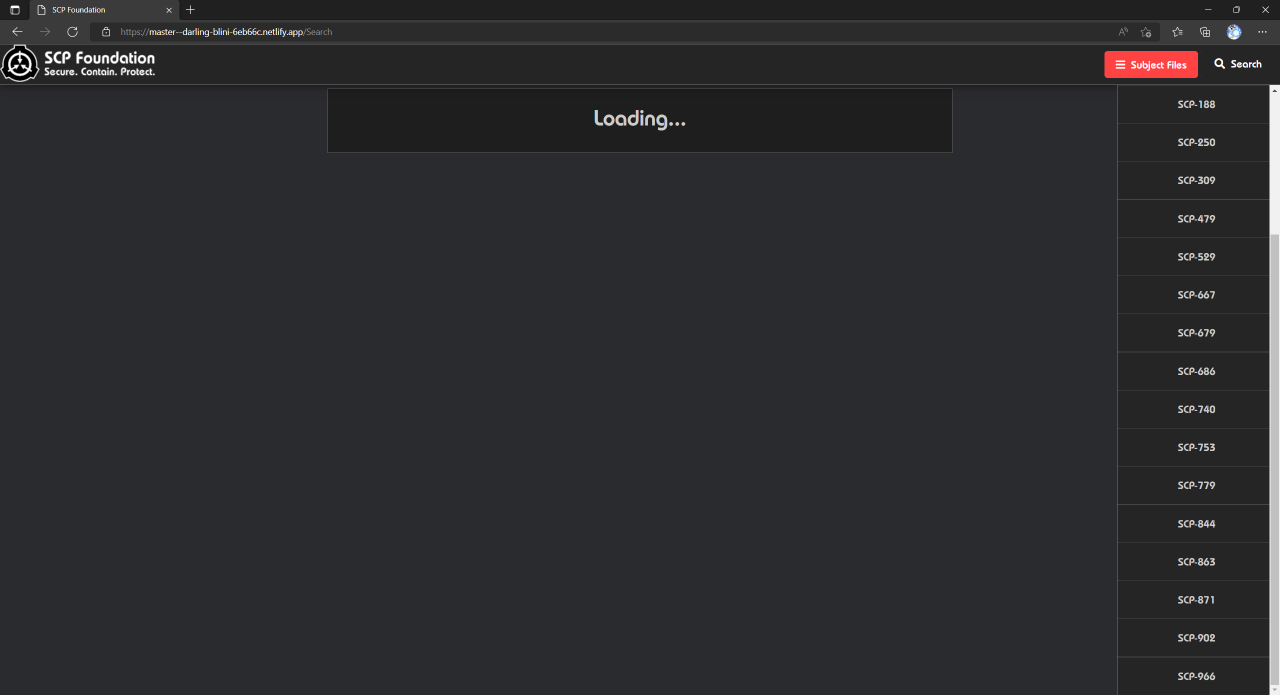 SCP Foundation
https://master--darling-blini-6eb66c.netlify.app/Search
SCP Foundation
Secure. Contain. Protect.
Subject Files
Search
Loading...
SCP-188
SCP-250
SCP-309
SCP-479
SCP-529
SCP-667
SCP-679
SCP-686
SCP-740
SCP-753
SCP-779
SCP-844
SCP-863
SCP-871
SCP-902
SCP-966